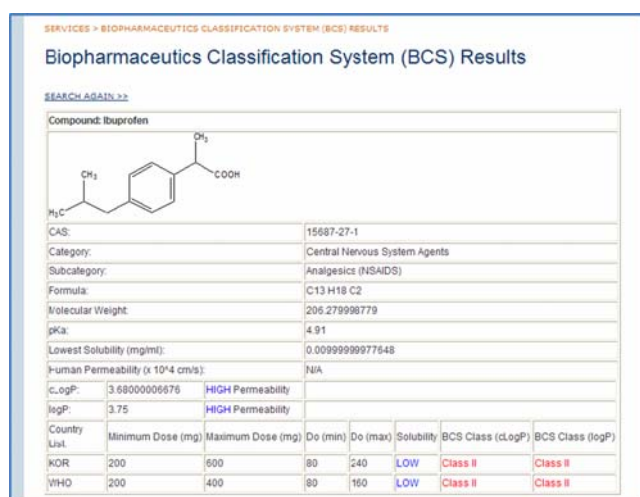 SERVICES > BIOPHARMACEUTICS CLASSIFICATION SYSTEM (BCS) RESULTS
Biopharmaceutics Classification System (BCS) Results
SEARCH AGAIN >>
Compound: Ibuprofen
CH3
CH3
COOH
H3C
CAS: 15687-27-1
Category: Central Nervous System Agents
Subcategory: Analgesics (NSAIDS)
Formula: C13 H18 C2
Molecular Weight: 206.279998779
pKa: 4.91
Lowest Solubility (mg/ml): 0.00999999977648
Human Permeability (x 10^4 cm/s): N/A
cLogP: 3.68000006676 HIGH Permeability
logP: 3.75 HIGH Permeability
Country List. Minimum Dose (mg) Maximum Dose (mg) Do (min) Do (max) Solubility BCS Class (cLogP) BCS Class (logP)
KOR 200 600 80 240 LOW Class II Class II
WHO 200 400 80 160 LOW Class II Class II